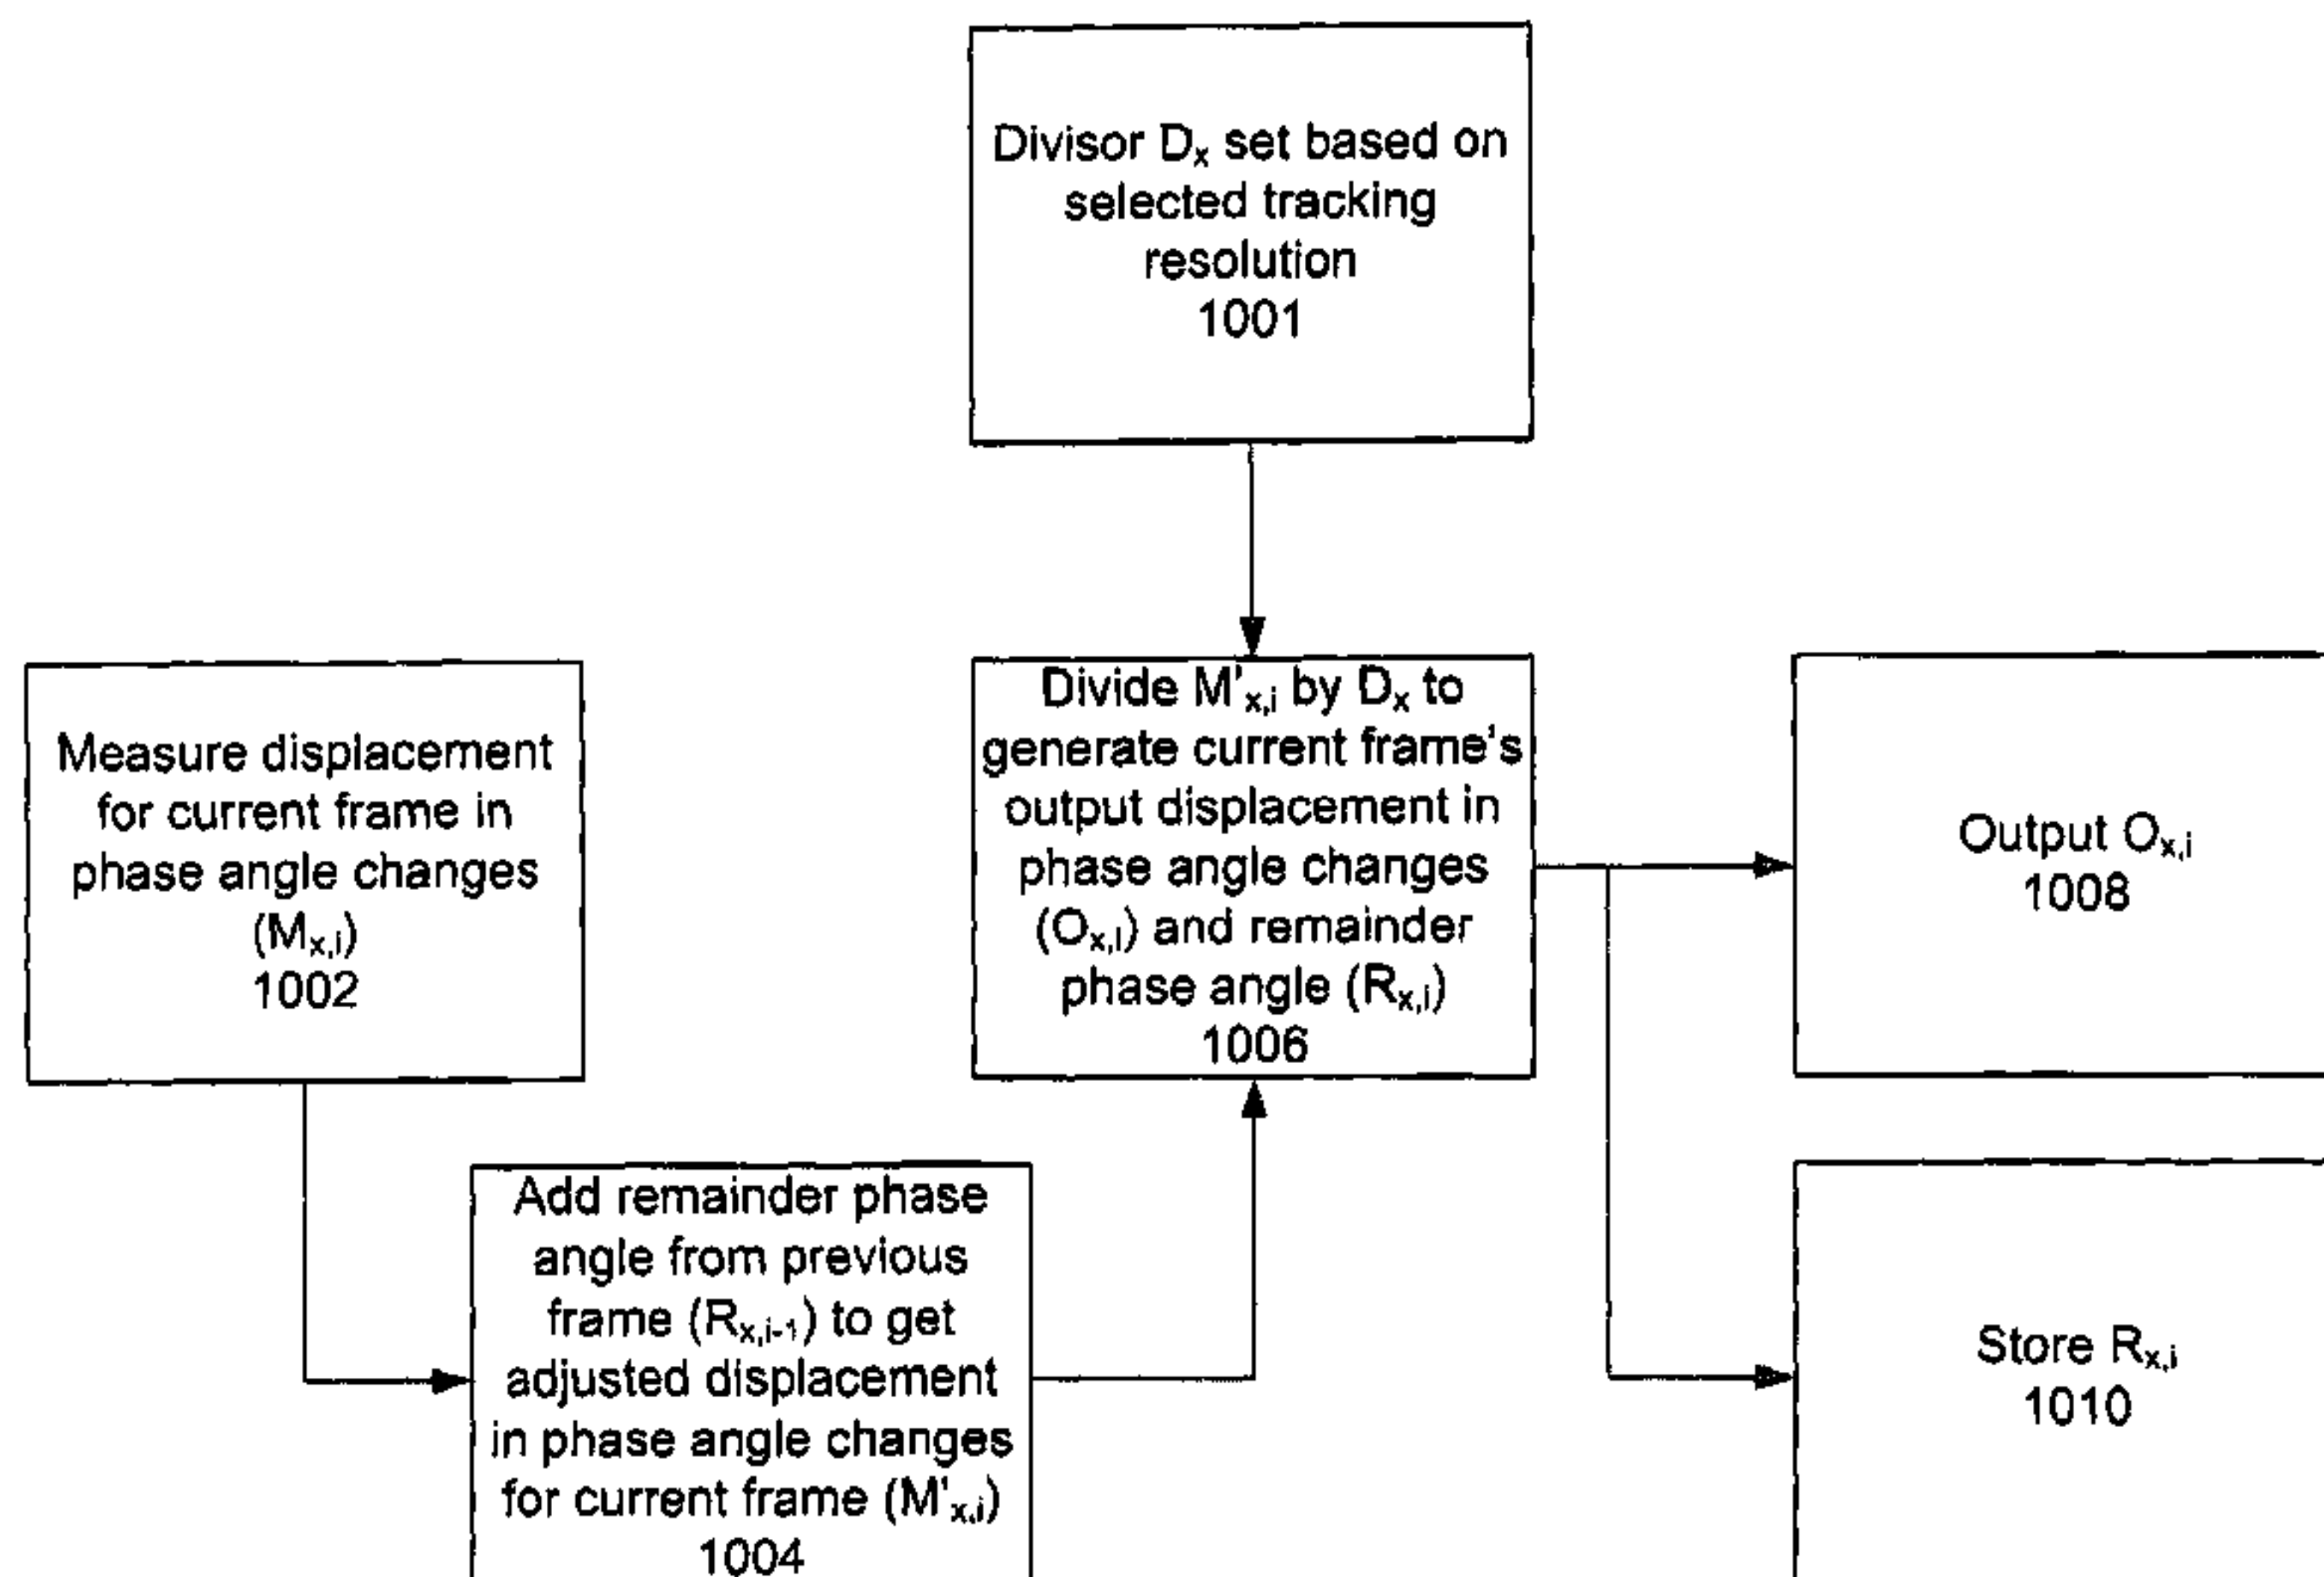 Divisor Dₓ set based on
selected tracking
resolution
1001
Measure displacement
for current frame in
phase angle changes
(Mₓ,ᵢ)
1002
Add remainder phase
angle from previous
frame (Rₓ,ᵢ₋₁) to get
adjusted displacement
in phase angle changes
for current frame (M'ₓ,ᵢ)
1004
Divide M'ₓ,ᵢ by Dₓ to
generate current frame's
output displacement in
phase angle changes
(Oₓ,ᵢ) and remainder
phase angle (Rₓ,ᵢ)
1006
Output Oₓ,ᵢ
1008
Store Rₓ,ᵢ
1010